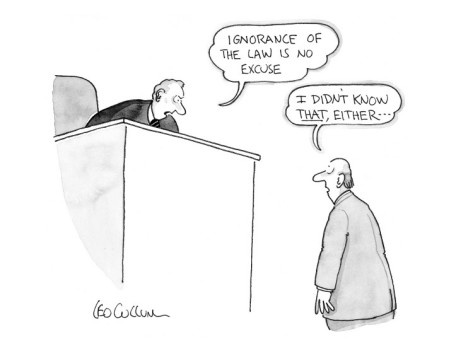 IGNORANCE OF
THE LAW IS NO
EXCUSE
I DIDN'T KNOW
THAT, EITHER---
LEO CULLUM